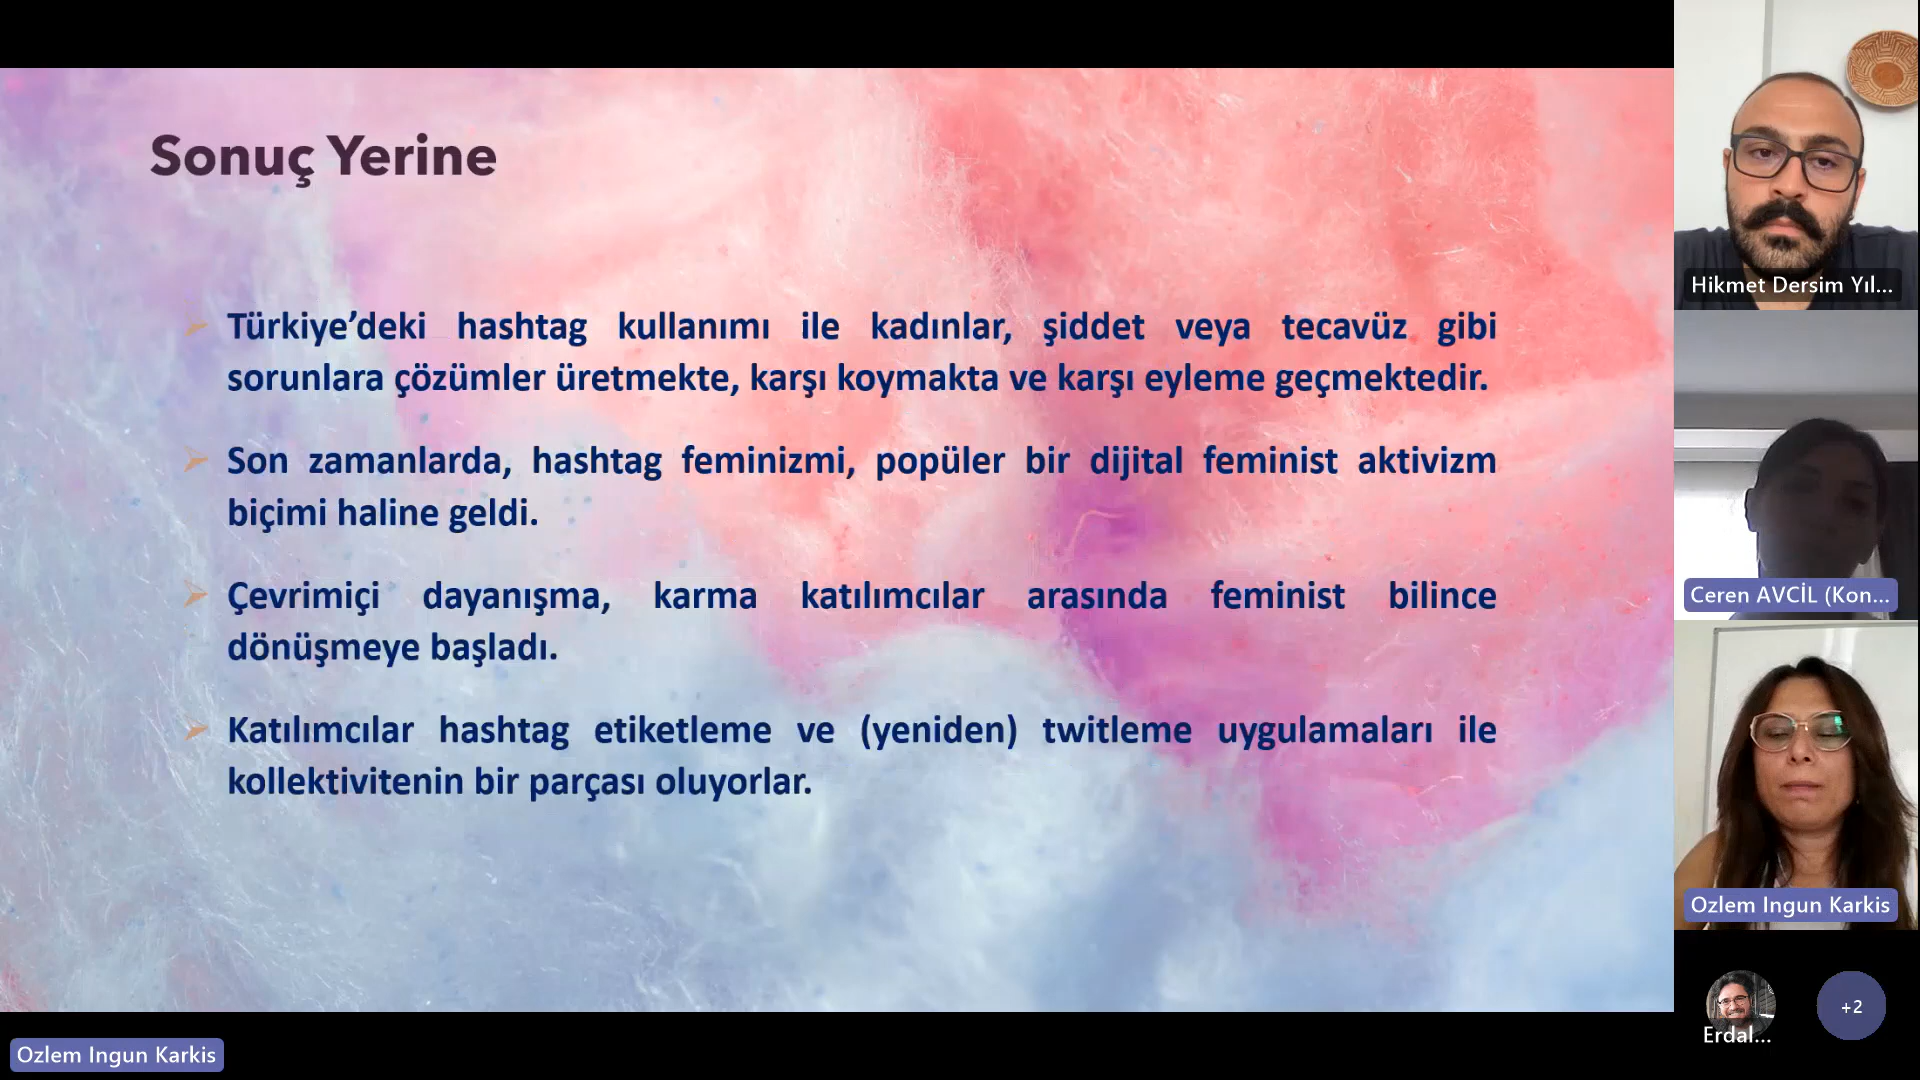 Sonuç Yerine
Türkiye’deki hashtag kullanımı ile kadınlar, şiddet veya tecavüz gibi
sorunlara çözümler üretmekte, karşı koymakta ve karşı eyleme geçmektedir.
Son zamanlarda, hashtag feminizmi, popüler bir dijital feminist aktivizm
biçimi haline geldi.
Çevrimiçi dayanışma, karma katılımcılar arasında feminist bilince
dönüşmeye başladı.
Katılımcılar hashtag etiketleme ve (yeniden) twitleme uygulamaları ile
kollektivitenin bir parçası oluyorlar.
Hikmet Dersim Yıl...
Ceren AVCİL (Kon...
Ozlem Ingun Karkis
Erdal...
+2
Ozlem Ingun Karkis